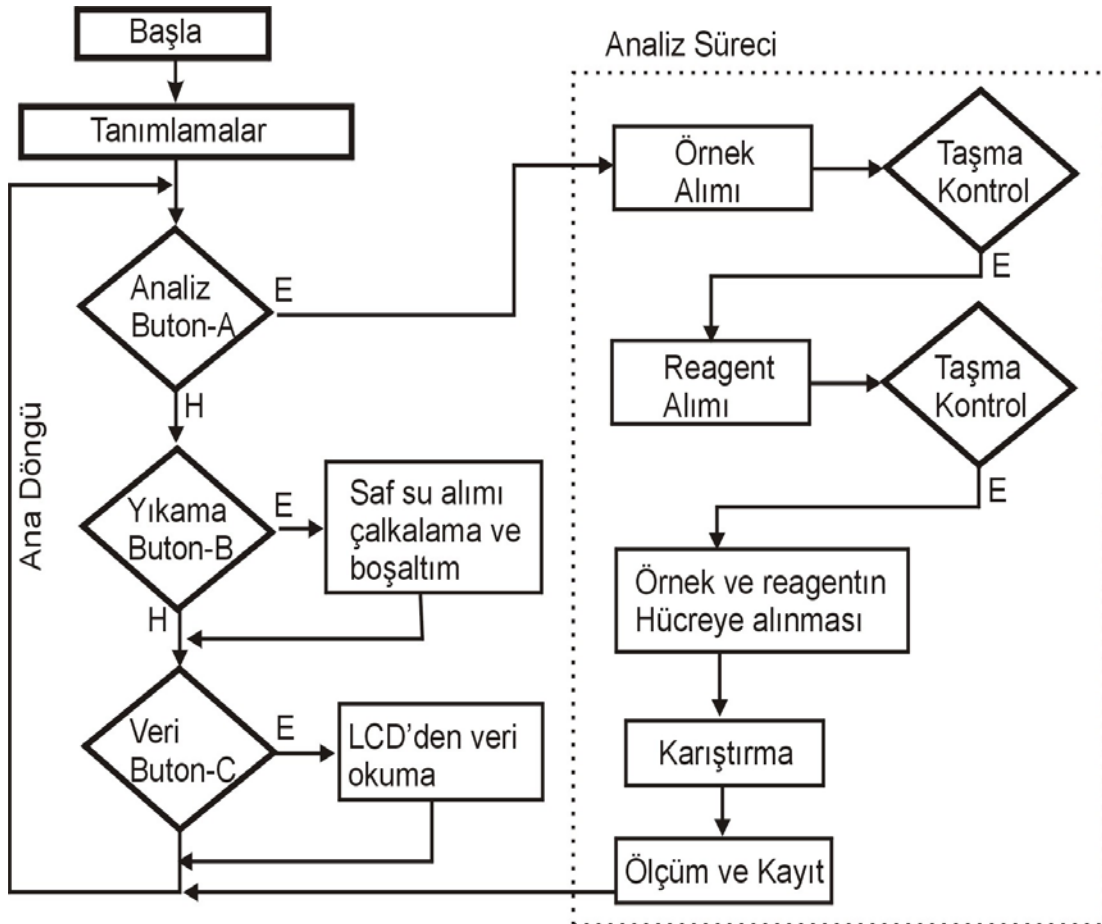 Başla
Tanımlamalar
Analiz
Buton-A
E
H
Yıkama
Buton-B
E
Saf su alımı
çalkalama ve
boşaltım
H
Veri
Buton-C
E
LCD'den veri
okuma
Ana Döngü
Analiz Süreci
Örnek
Alımı
Taşma
Kontrol
E
Reagent
Alımı
Taşma
Kontrol
E
Örnek ve reagentın
Hücreye alınması
Karıştırma
Ölçüm ve Kayıt